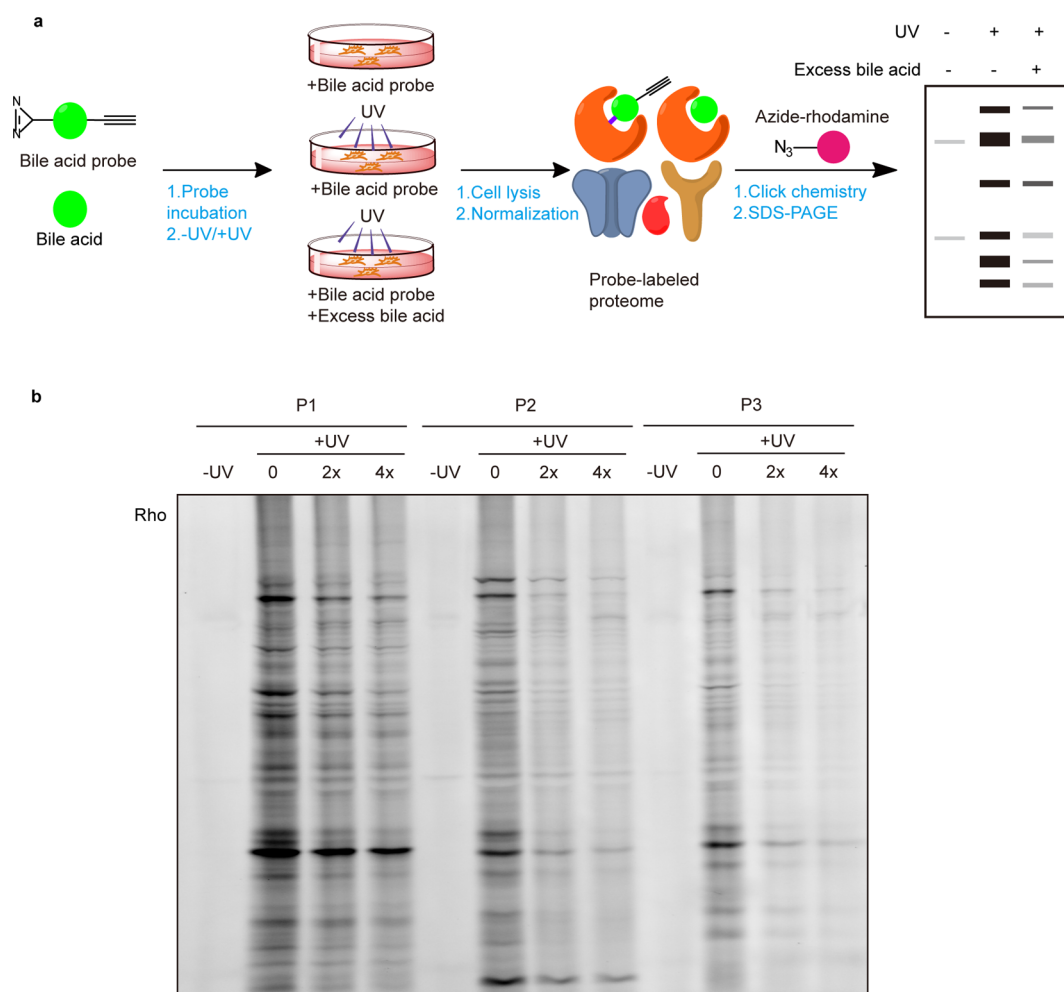 a
UV - + +
Excess bile acid - - +
+Bile acid probe
N
N
Bile acid probe
UV
Azide-rhodamine
N3
+Bile acid probe
1.Probe
incubation
2.-UV/+UV
1.Cell lysis
2.Normalization
1.Click chemistry
2.SDS-PAGE
Bile acid
UV
Probe-labeled
proteome
+Bile acid probe
+Excess bile acid
b
P1 P2 P3
+UV +UV +UV
-UV 0 2x 4x -UV 0 2x 4x -UV 0 2x 4x
Rho